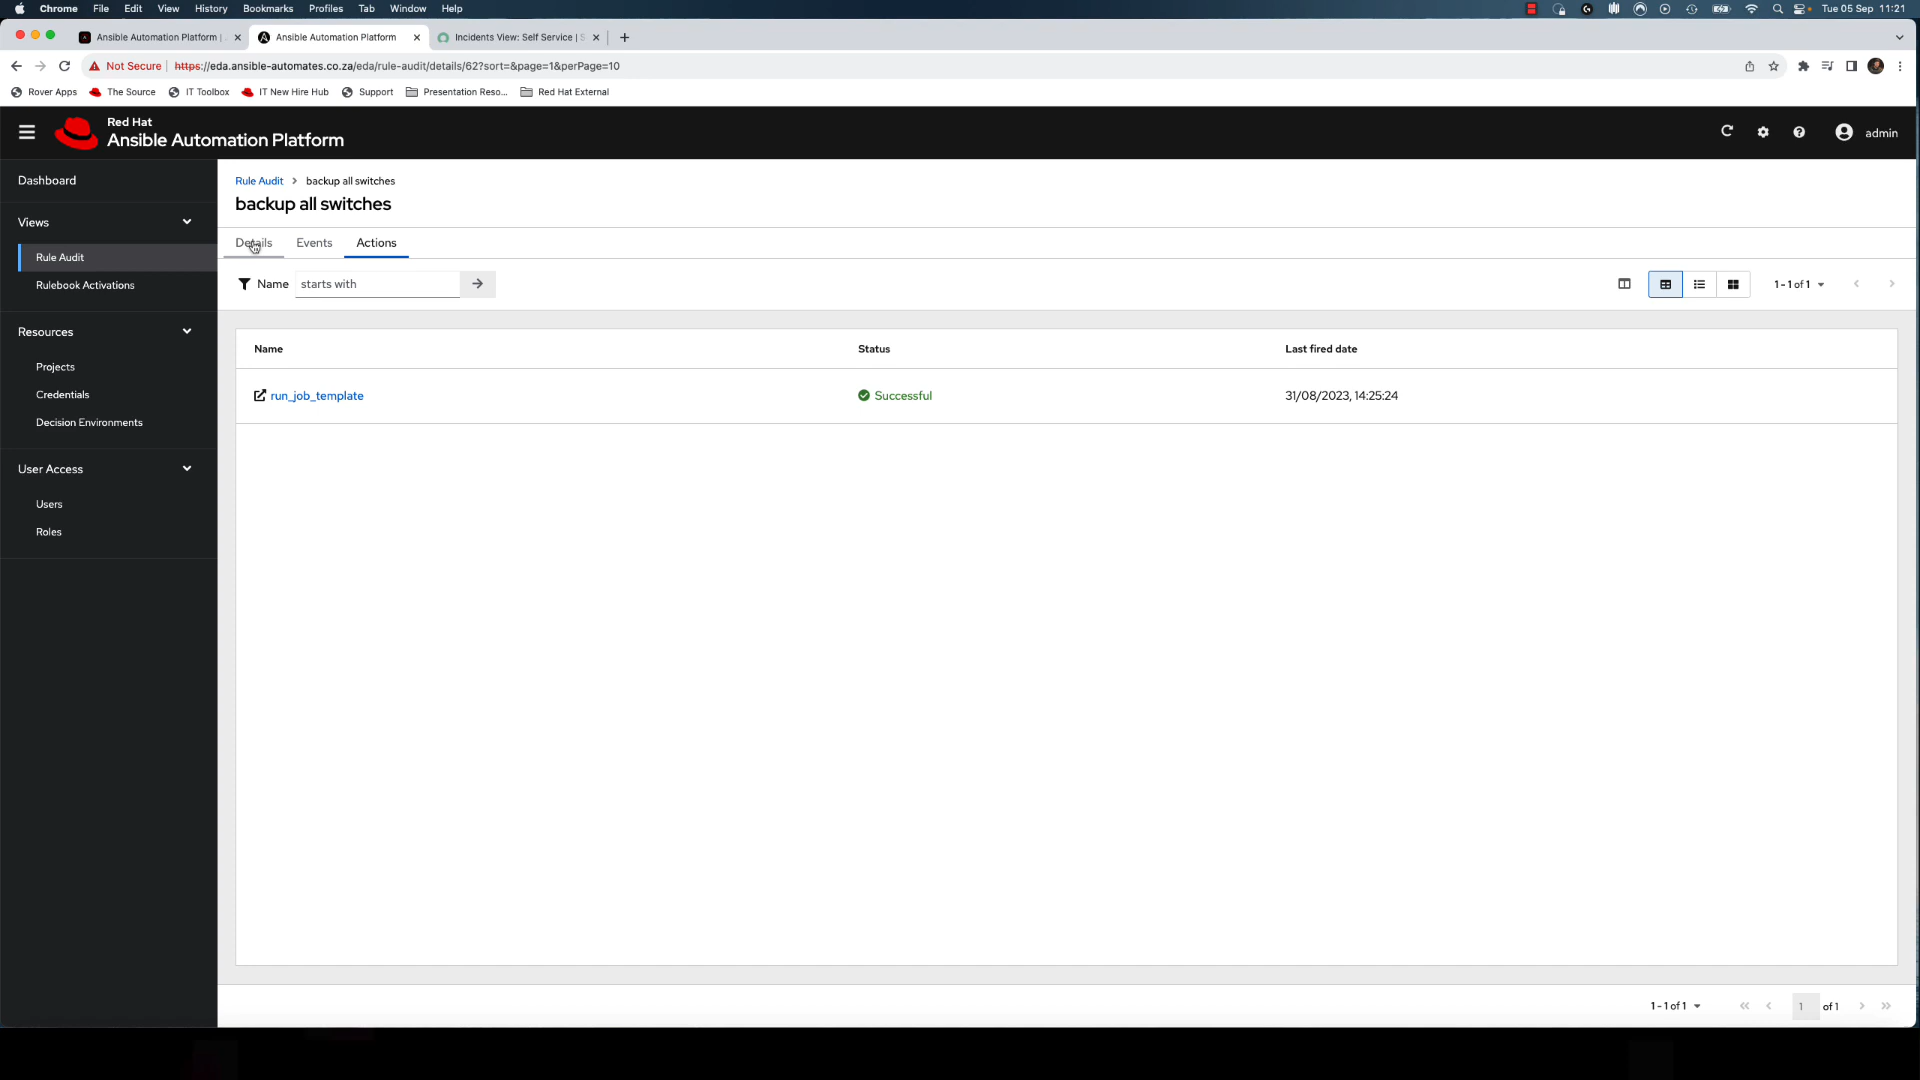 Chrome File Edit View History Bookmarks Profiles Tab Window Help Tue 05 Sep 11:21
Ansible Automation Platform | Ansible Automation Platform Incidents View: Self Service |
Not Secure https://eda.ansible-automates.co.za/eda/rule-audit/details/62?sort=&page=1&perPage=10
Rover Apps The Source IT Toolbox IT New Hire Hub Support Presentation Reso... Red Hat External
Red Hat
Ansible Automation Platform
admin
Dashboard
Views
Rule Audit
Rulebook Activations
Resources
Projects
Credentials
Decision Environments
User Access
Users
Roles
Rule Audit > backup all switches
backup all switches
Details Events Actions
Name starts with 1 - 1 of 1
Name Status Last fired date
run_job_template Successful 31/08/2023, 14:25:24
1 - 1 of 1 1 of 1